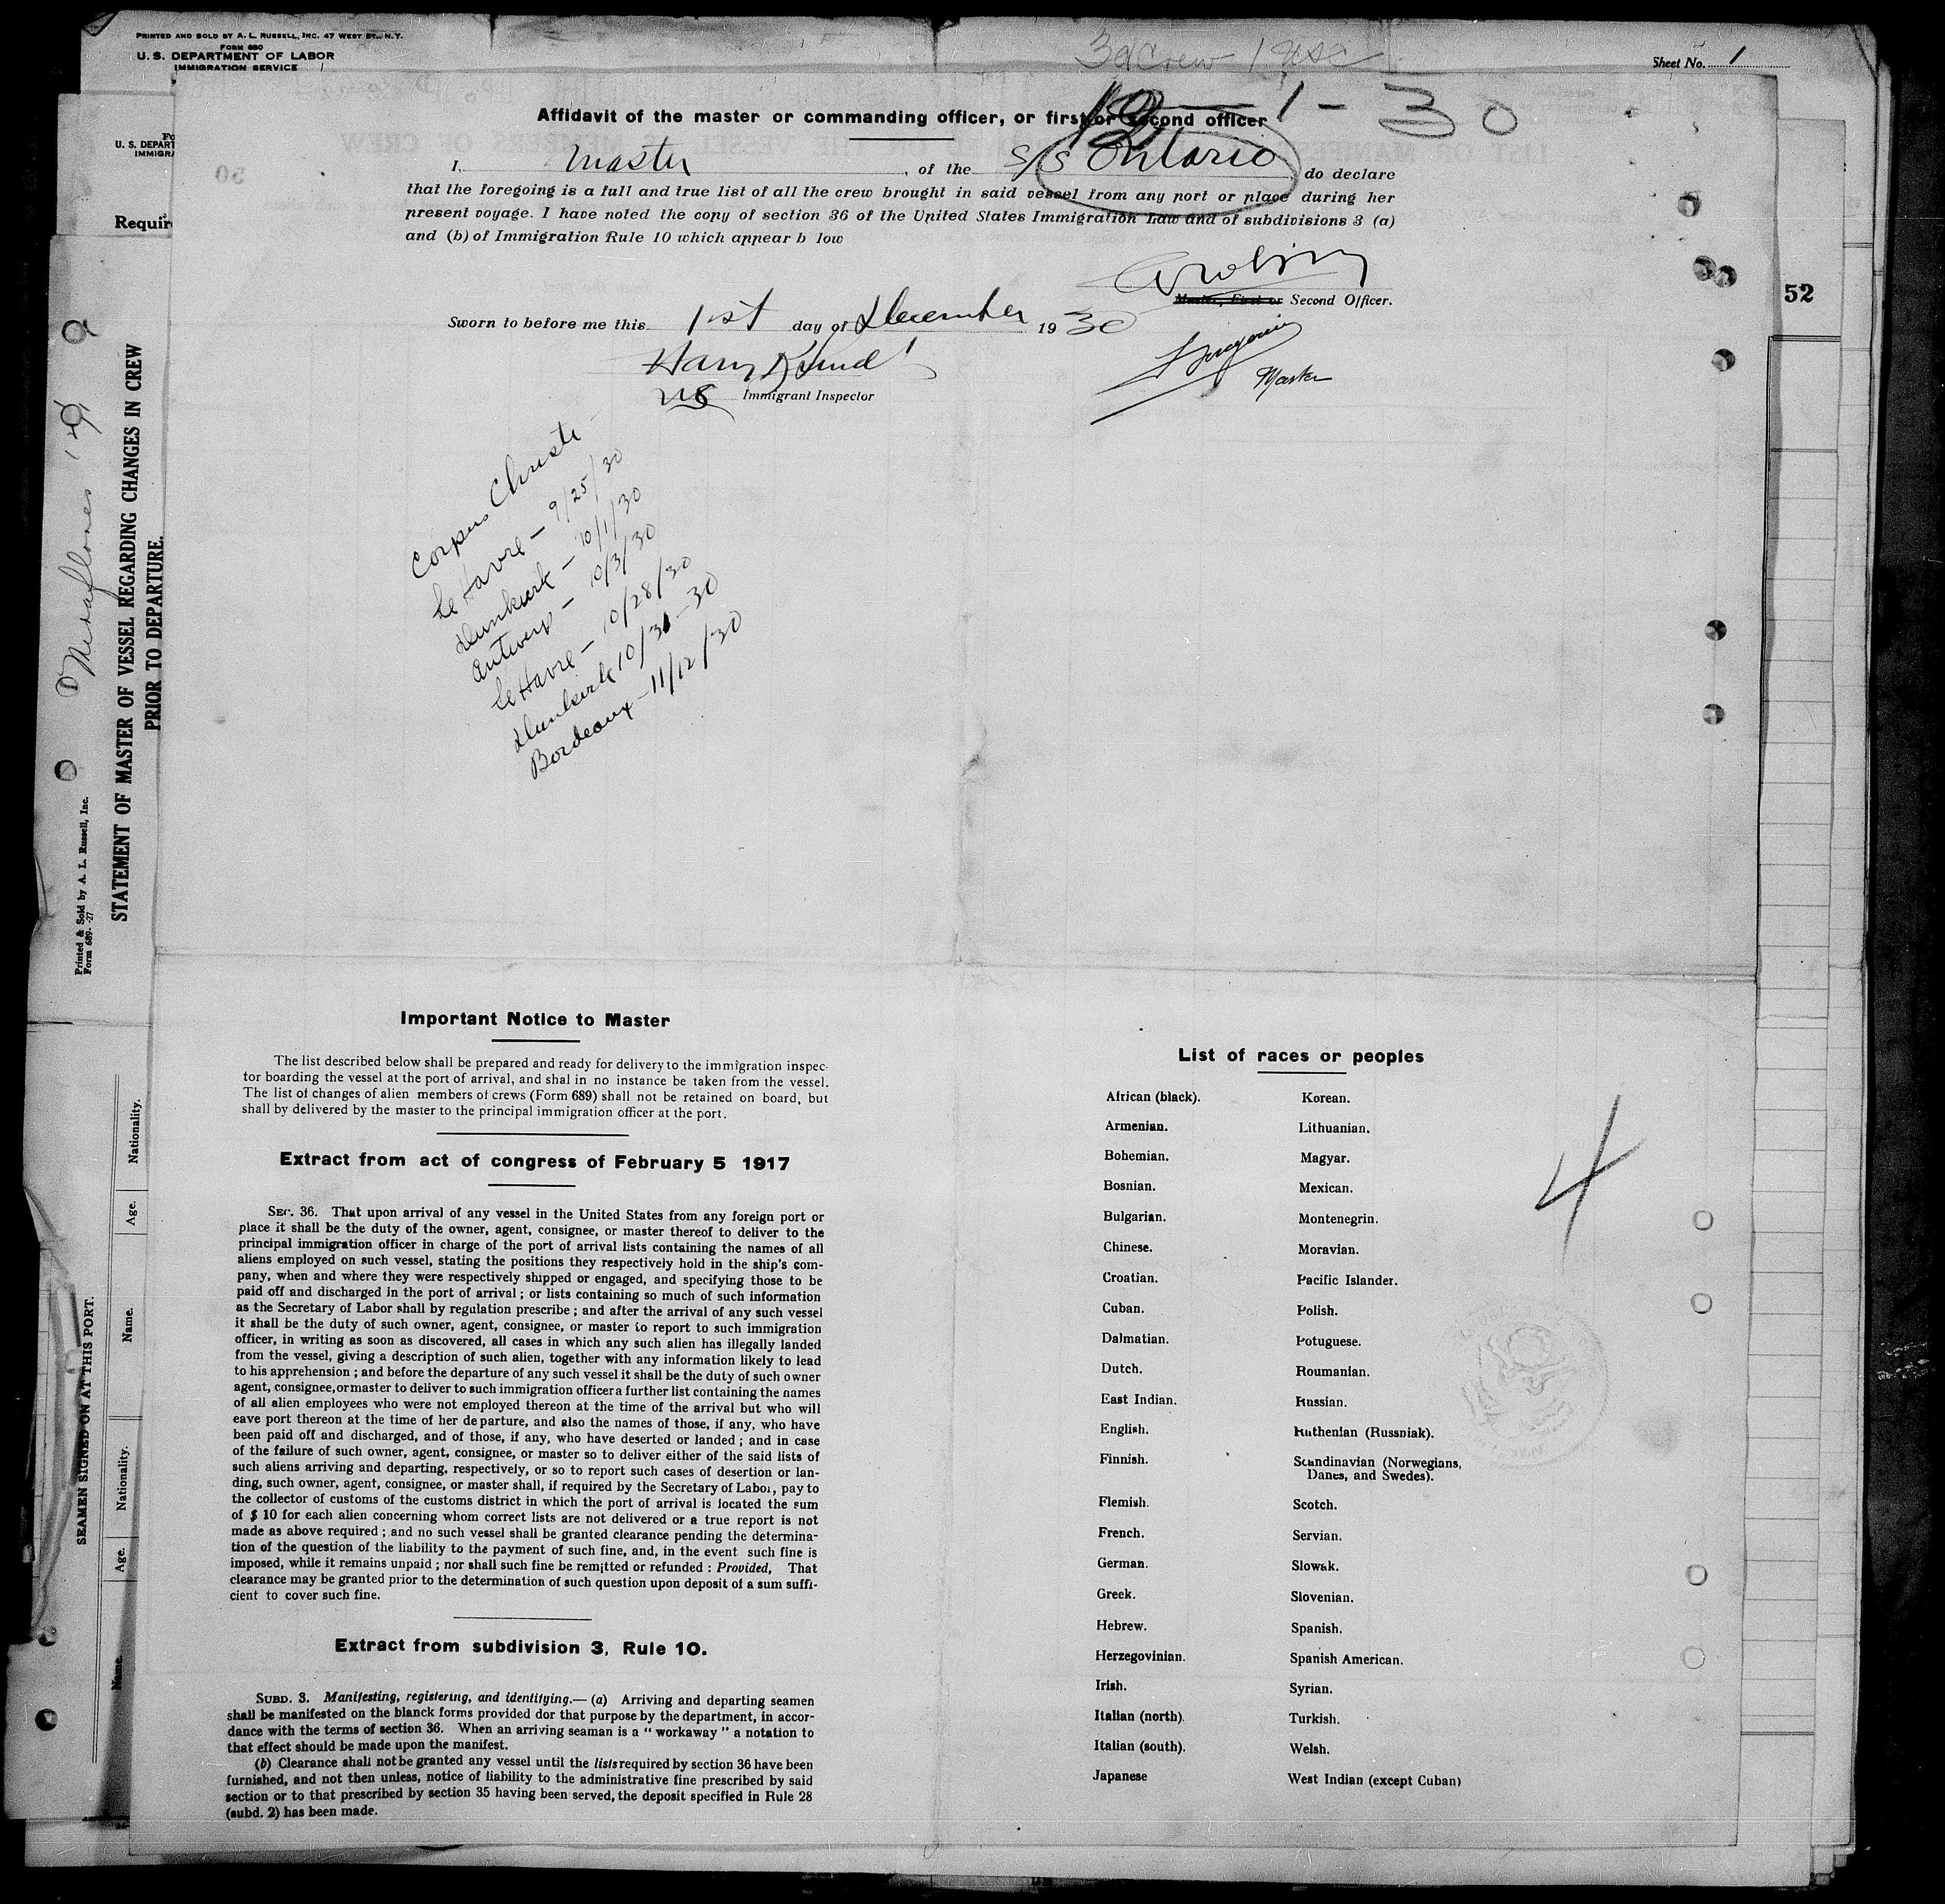 PRINTED AND SOLD BY A. L. RUSSELL, INC. 47 WEST ST., N.Y.
FORM 680
U. S. DEPARTMENT OF LABOR
IMMIGRATION SERVICE
Sheet No. 1
12-1-30
Affidavit of the master or commanding officer, or first or second officer
I, Master, of the S/S Ontario, do declare
that the foregoing is a full and true list of all the crew brought in said vessel from any port or place during her
present voyage. I have noted the copy of section 36 of the United States Immigration Law and of subdivisions 3 (a)
and (b) of Immigration Rule 10 which appear b low
Master, First or Second Officer.
Sworn to before me this 1st day of December 1930
Master
Immigrant Inspector
Corpus Christi
Le Havre — 9/25/30
Dunkirk — 10/1/30
Antwerp — 10/3/30
Le Havre — 10/28/30
Dunkirk 10/31-30
Bordeaux — 11/12/30
Important Notice to Master
The list described below shall be prepared and ready for delivery to the immigration inspec-
tor boarding the vessel at the port of arrival, and shal in no instance be taken from the vessel.
The list of changes of alien members of crews (Form 689) shall not be retained on board, but
shall by delivered by the master to the principal immigration officer at the port.
Extract from act of congress of February 5 1917
SEC. 36. That upon arrival of any vessel in the United States from any foreign port or
place it shall be the duty of the owner, agent, consignee, or master thereof to deliver to the
principal immigration officer in charge of the port of arrival lists containing the names of all
aliens employed on such vessel, stating the positions they respectively hold in the ship's com-
pany, when and where they were respectively shipped or engaged, and specifying those to be
paid off and discharged in the port of arrival ; or lists containing so much of such information
as the Secretary of Labor shall by regulation prescribe ; and after the arrival of any such vessel
it shall be the duty of such owner, agent, consignee, or master to report to such immigration
officer, in writing as soon as discovered, all cases in which any such alien has illegally landed
from the vessel, giving a description of such alien, together with any information likely to lead
to his apprehension ; and before the departure of any such vessel it shall be the duty of such owner
agent, consignee, or master to deliver to such immigration officer a further list containing the names
of all alien employees who were not employed thereon at the time of the arrival but who will
eave port thereon at the time of her departure, and also the names of those, if any, who have
been paid off and discharged, and of those, if any, who have deserted or landed ; and in case
of the failure of such owner, agent, consignee, or master so to deliver either of the said lists of
such aliens arriving and departing, respectively, or so to report such cases of desertion or lan-
ding, such owner, agent, consignee, or master shall, if required by the Secretary of Labor, pay to
the collector of customs of the customs district in which the port of arrival is located the sum
of $ 10 for each alien concerning whom correct lists are not delivered or a true report is not
made as above required ; and no such vessel shall be granted clearance pending the determina-
tion of the question of the liability to the payment of such fine, and, in the event such fine is
imposed, while it remains unpaid ; nor shall such fine be remitted or refunded : Provided, That
clearance may be granted prior to the determination of such question upon deposit of a sum suffi-
cient to cover such fine.
Extract from subdivision 3, Rule 10.
SUBD. 3. Manifesting, registering, and identifying.— (a) Arriving and departing seamen
shall be manifested on the blanck forms provided dor that purpose by the department, in accor-
dance with the terms of section 36. When an arriving seaman is a “ workaway ” a notation to
that effect should be made upon the manifest.
(b) Clearance shall not be granted any vessel until the lists required by section 36 have been
furnished, and not then unless, notice of liability to the administrative fine prescribed by said
section or to that prescribed by section 35 having been served, the deposit specified in Rule 28
(subd. 2) has been made.
List of races or peoples
African (black).
Armenian.
Bohemian.
Bosnian.
Bulgarian.
Chinese.
Croatian.
Cuban.
Dalmatian.
Dutch.
East Indian.
English.
Finnish.
Flemish.
French.
German.
Greek.
Hebrew.
Herzegovinian.
Irish.
Italian (north).
Italian (south).
Japanese
Korean.
Lithuanian.
Magyar.
Mexican.
Montenegrin.
Moravian.
Pacific Islander.
Polish.
Potuguese.
Roumanian.
Russian.
Ruthenian (Russniak).
Scandinavian (Norwegians,
Danes, and Swedes).
Scotch.
Servian.
Slowak.
Slovenian.
Spanish.
Spanish American.
Syrian.
Turkish.
Welsh.
West Indian (except Cuban)
4
52
U. S. DEPART
IMMIGRA
Requir
STATEMENT OF MASTER OF VESSEL REGARDING CHANGES IN CREW
PRIOR TO DEPARTURE.
Printed & Sold by A. L. Russell, Inc.
Form 689. -27
SEAMEN SIGNED ON AT THIS PORT.
Name.
Age.
Nationality.
Name.
Age.
Nationality.